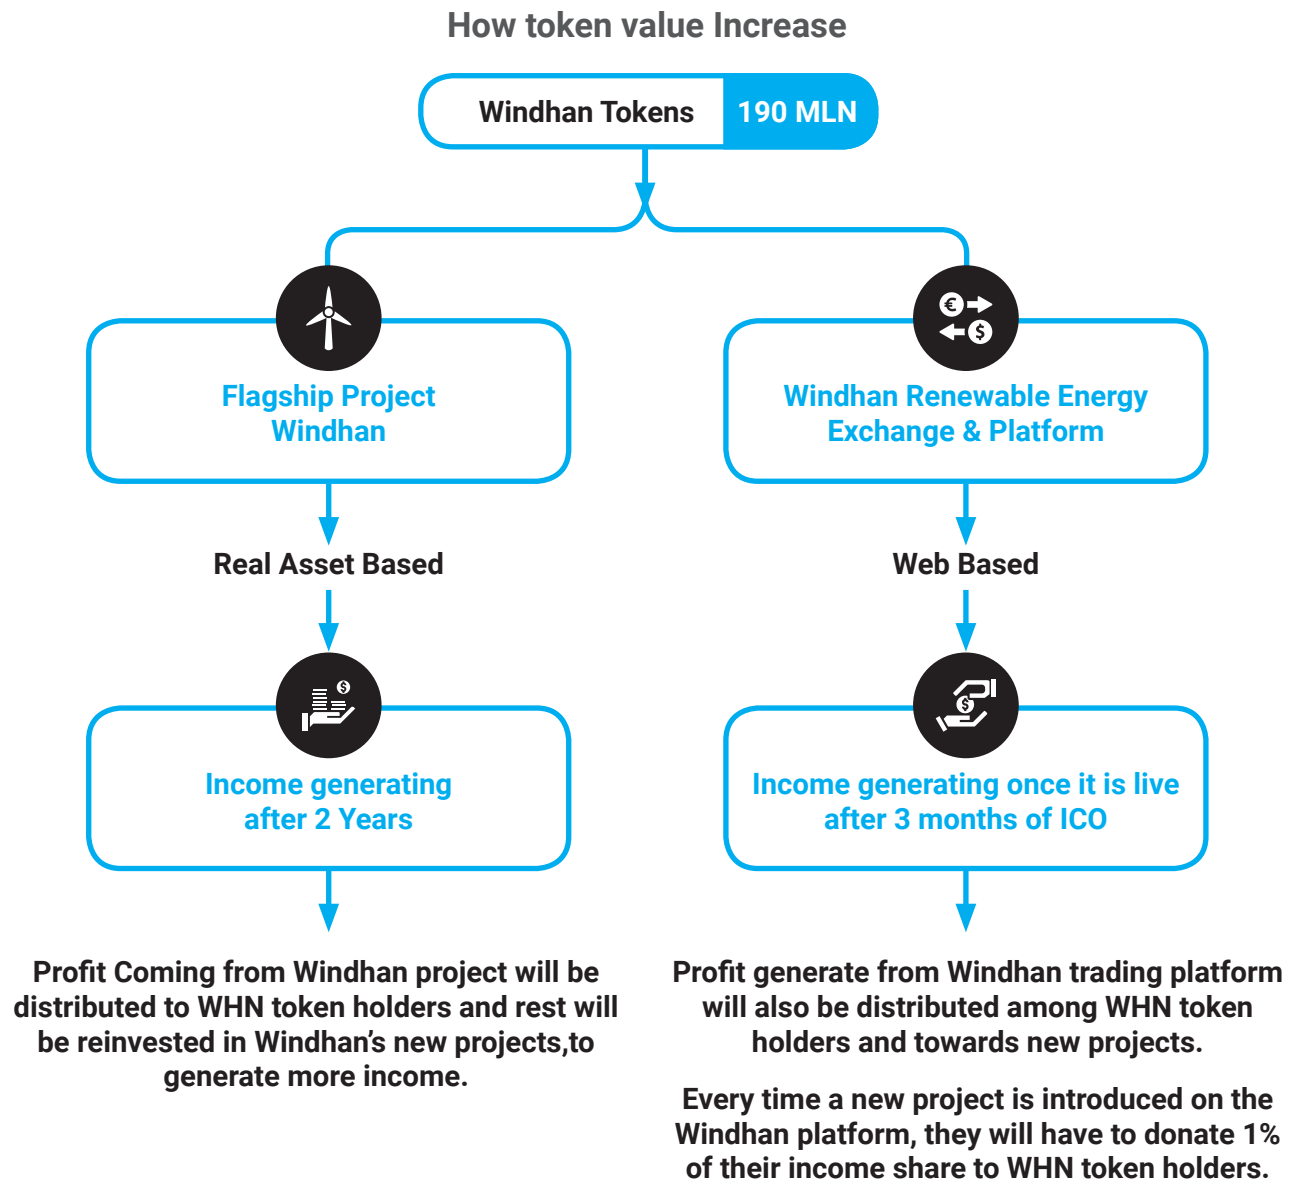 How token value Increase
Windhan Tokens
190 MLN
Flagship Project
Windhan
Real Asset Based
$
Income generating
after 2 Years
Profit Coming from Windhan project will be
distributed to WHN token holders and rest will
be reinvested in Windhan's new projects,to
generate more income.
€
$
Windhan Renewable Energy
Exchange & Platform
Web Based
$
Income generating once it is live
after 3 months of ICO
Profit generate from Windhan trading platform
will also be distributed among WHN token
holders and towards new projects.
Every time a new project is introduced on the
Windhan platform, they will have to donate 1%
of their income share to WHN token holders.